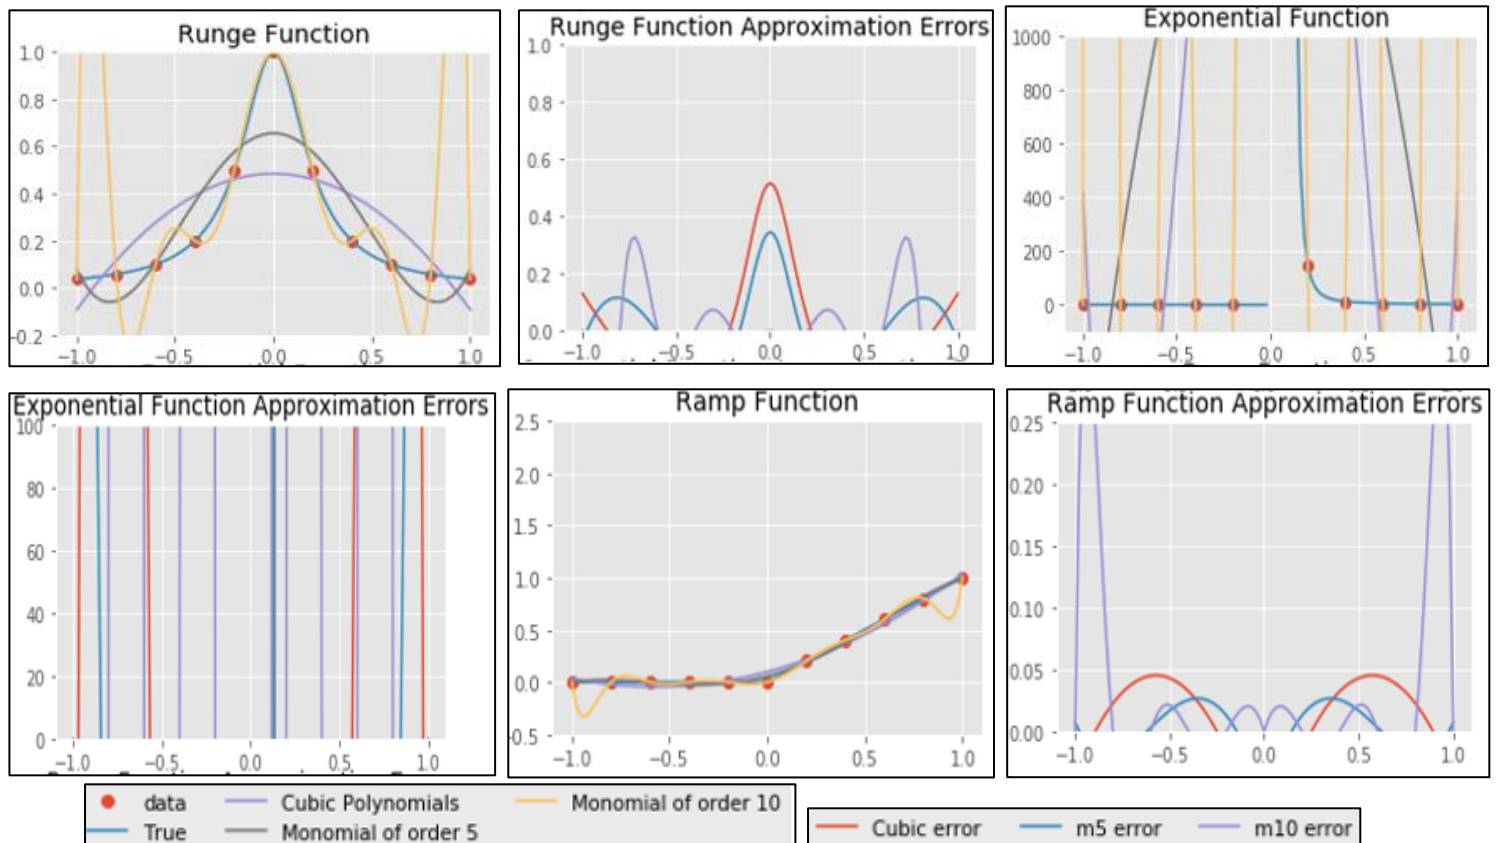 Runge Function
1.0
0.8
0.6
0.4
0.2
0.0
-0.2
−1.0 −0.5 0.0 0.5 1.0
Runge Function Approximation Errors
1.0
0.8
0.6
0.4
0.2
0.0
−1.0 −0.5 0.0 0.5 1.0
Exponential Function
1000
800
600
400
200
0
−1.0 −0.5 0.0 0.5 1.0
Exponential Function Approximation Errors
100
80
60
40
20
0
−1.0 −0.5 0.0 0.5 1.0
Ramp Function
2.5
2.0
1.5
1.0
0.5
0.0
-0.5
−1.0 −0.5 0.0 0.5 1.0
Ramp Function Approximation Errors
0.25
0.20
0.15
0.10
0.05
0.00
−1.0 −0.5 0.0 0.5 1.0
data Cubic Polynomials Monomial of order 10
True Monomial of order 5
Cubic error m5 error m10 error